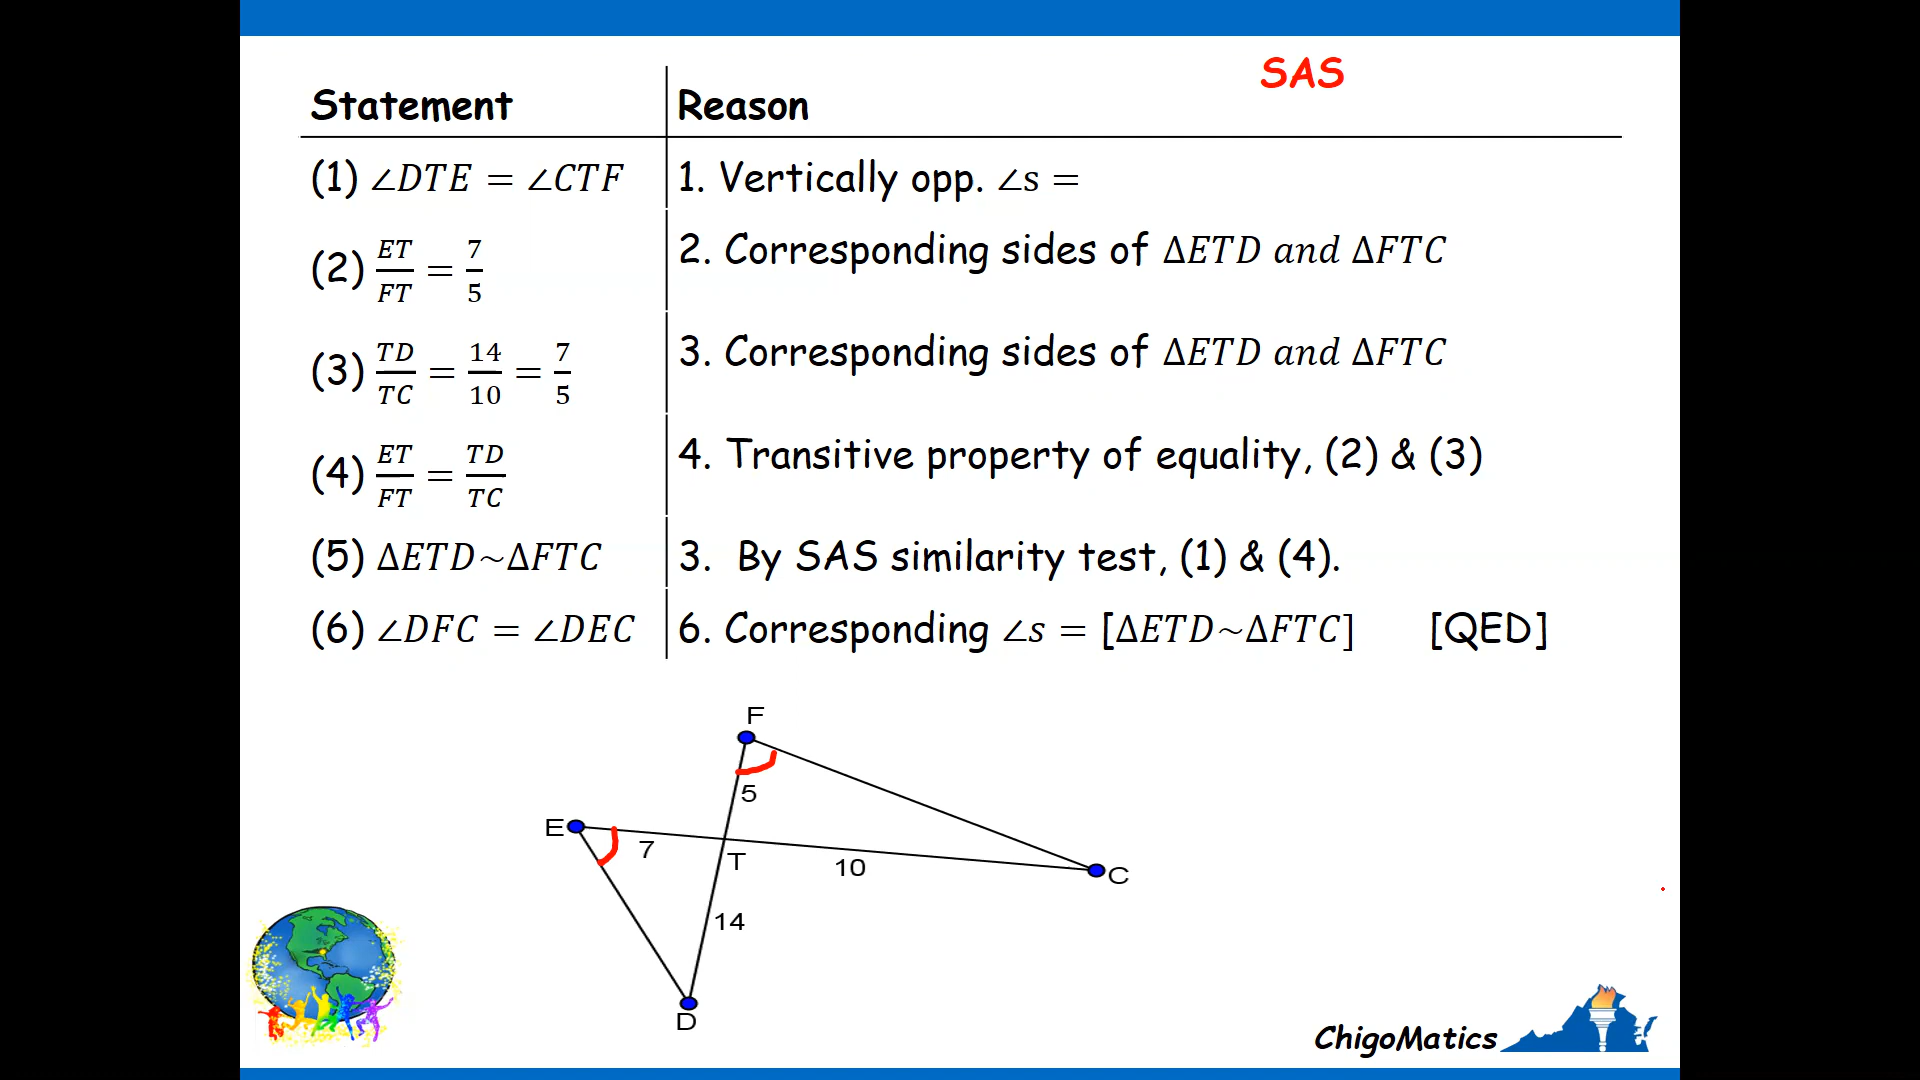 SAS
Statement Reason
(1) ∠DTE = ∠CTF 1. Vertically opp. ∠s =
(2) ET/FT = 7/5 2. Corresponding sides of ΔETD and ΔFTC
(3) TD/TC = 14/10 = 7/5 3. Corresponding sides of ΔETD and ΔFTC
(4) ET/FT = TD/TC 4. Transitive property of equality, (2) & (3)
(5) ΔETD~ΔFTC 3. By SAS similarity test, (1) & (4).
(6) ∠DFC = ∠DEC 6. Corresponding ∠s = [ΔETD~ΔFTC] [QED]
F
5
E
7
T
10
C
14
D
ChigoMatics